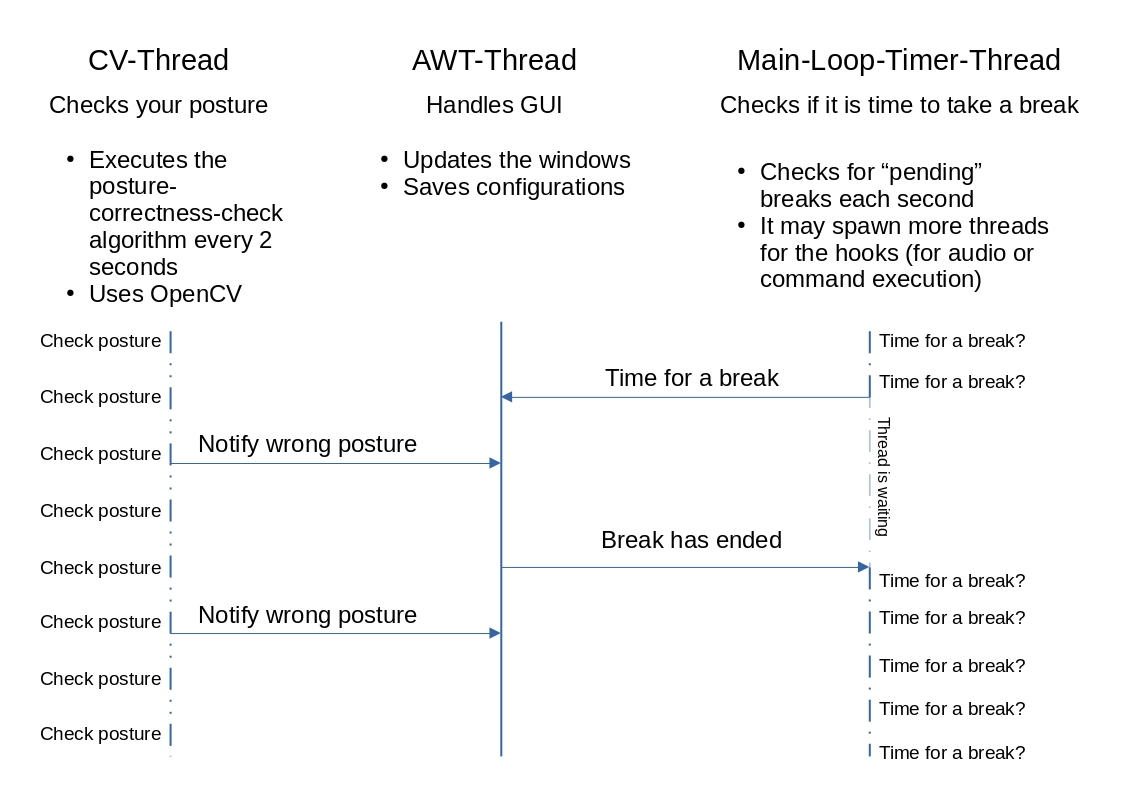 CV-Thread
Checks your posture
• Executes the
posture-
correctness-check
algorithm every 2
seconds
• Uses OpenCV
AWT-Thread
Handles GUI
• Updates the windows
• Saves configurations
Main-Loop-Timer-Thread
Checks if it is time to take a break
• Checks for “pending”
breaks each second
• It may spawn more threads
for the hooks (for audio or
command execution)
Check posture
Check posture
Check posture
Check posture
Check posture
Check posture
Check posture
Check posture
Notify wrong posture
Notify wrong posture
Time for a break
Break has ended
Time for a break?
Time for a break?
Thread is waiting
Time for a break?
Time for a break?
Time for a break?
Time for a break?
Time for a break?